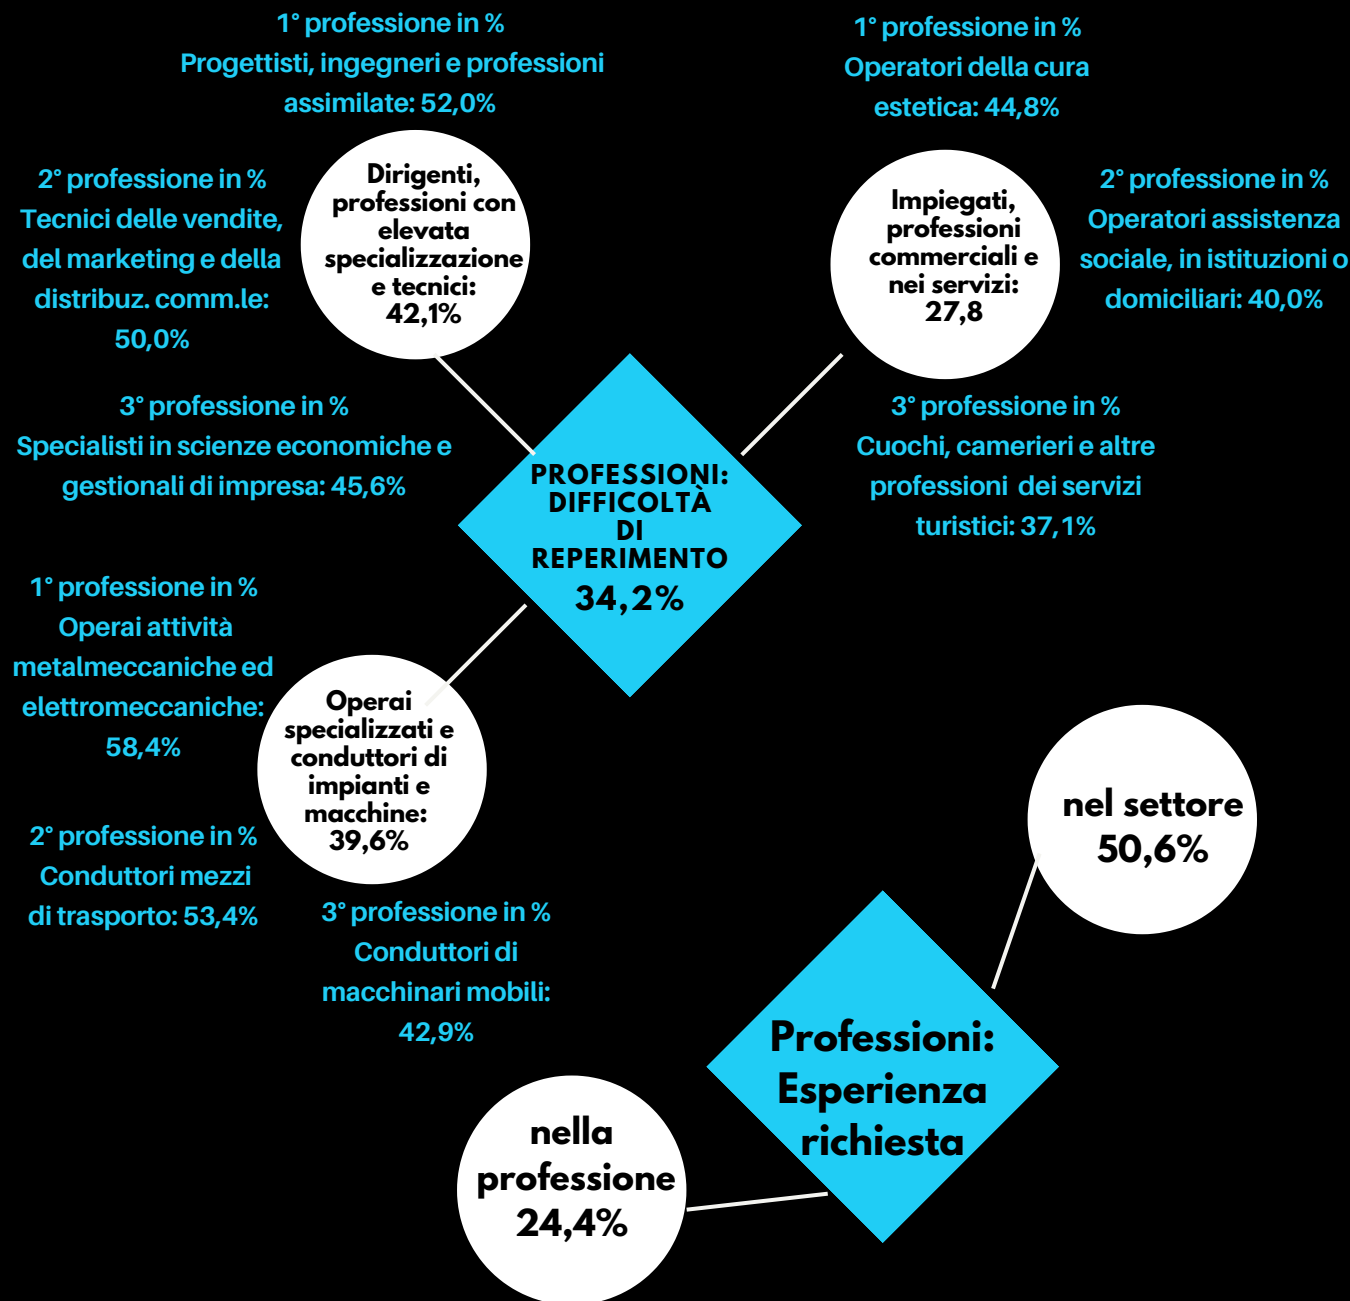 1° professione in %
Progettisti, ingegneri e professioni
assimilate: 52,0%
1° professione in %
Operatori della cura
estetica: 44,8%
2° professione in %
Tecnici delle vendite,
del marketing e della
distribuz. comm.le:
50,0%
Dirigenti,
professioni con
elevata
specializzazione
e tecnici:
42,1%
Impiegati,
professioni
commerciali e
nei servizi:
27,8
2° professione in %
Operatori assistenza
sociale, in istituzioni o
domiciliari: 40,0%
3° professione in %
Specialisti in scienze economiche e
gestionali di impresa: 45,6%
3° professione in %
Cuochi, camerieri e altre
professioni dei servizi
turistici: 37,1%
PROFESSIONI:
DIFFICOLTÀ
DI
REPERIMENTO
34,2%
1° professione in %
Operai attività
metalmeccaniche ed
elettromeccaniche:
58,4%
Operai
specializzati e
conduttori di
impianti e
macchine:
39,6%
2° professione in %
Conduttori mezzi
di trasporto: 53,4%
3° professione in %
Conduttori di
macchinari mobili:
42,9%
nel settore
50,6%
Professioni:
Esperienza
richiesta
nella
professione
24,4%